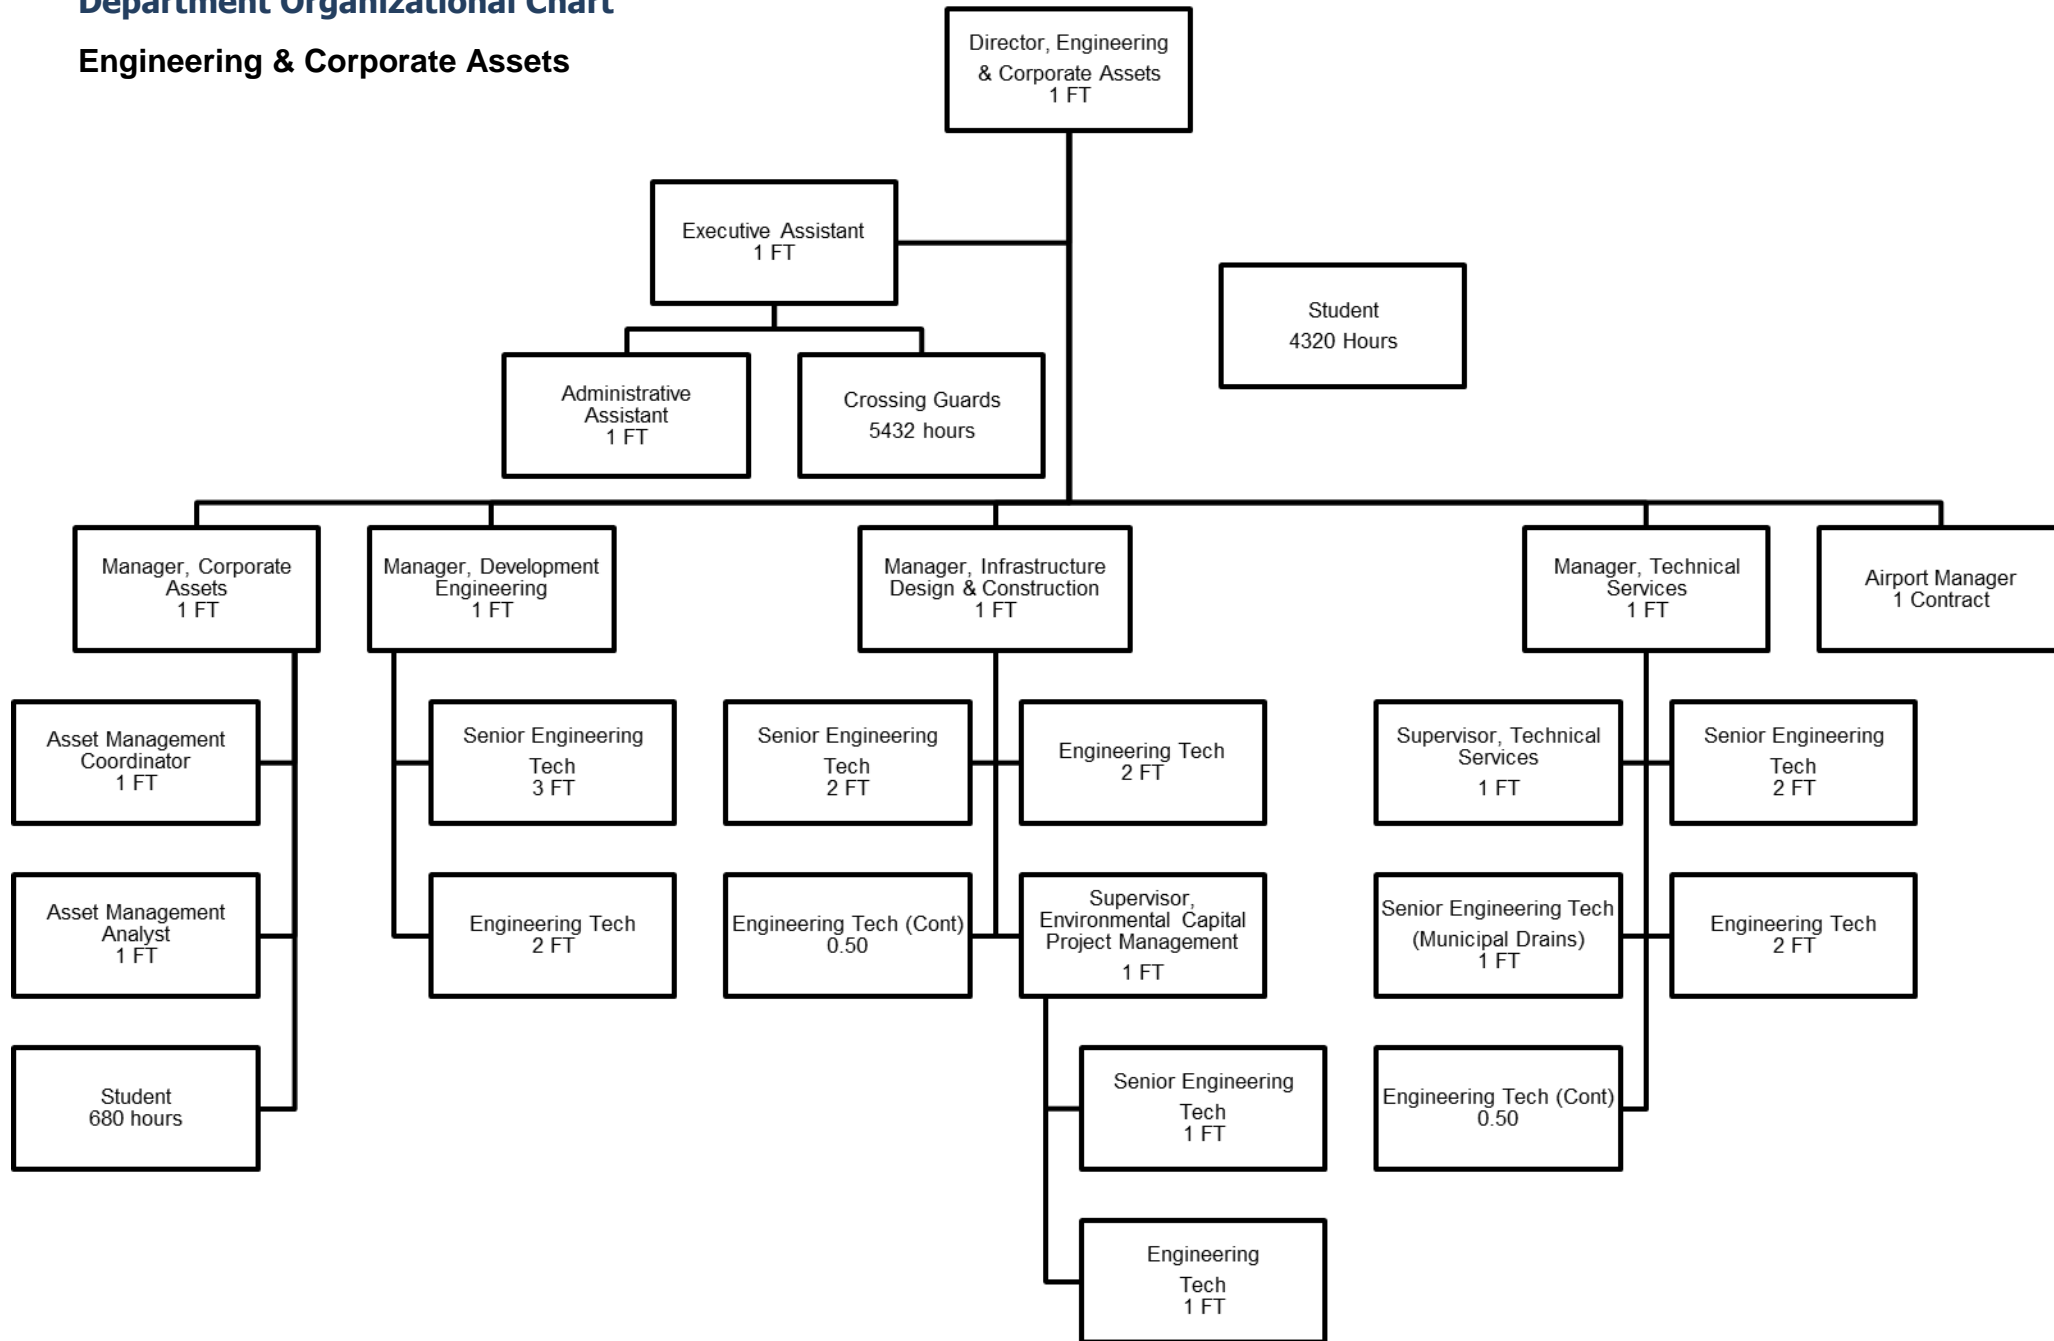 Department Organizational Chart
Engineering & Corporate Assets
Director, Engineering
& Corporate Assets
1 FT
Executive Assistant
1 FT
Student
4320 Hours
Administrative
Assistant
1 FT
Crossing Guards
5432 hours
Manager, Corporate
Assets
1 FT
Manager, Development
Engineering
1 FT
Manager, Infrastructure
Design & Construction
1 FT
Manager, Technical
Services
1 FT
Airport Manager
1 Contract
Asset Management
Coordinator
1 FT
Senior Engineering
Tech
3 FT
Senior Engineering
Tech
2 FT
Engineering Tech
2 FT
Supervisor, Technical
Services
1 FT
Senior Engineering
Tech
2 FT
Asset Management
Analyst
1 FT
Engineering Tech
2 FT
Engineering Tech (Cont)
0.50
Supervisor,
Environmental Capital
Project Management
1 FT
Senior Engineering Tech
(Municipal Drains)
1 FT
Engineering Tech
2 FT
Student
680 hours
Senior Engineering
Tech
1 FT
Engineering Tech (Cont)
0.50
Engineering
Tech
1 FT